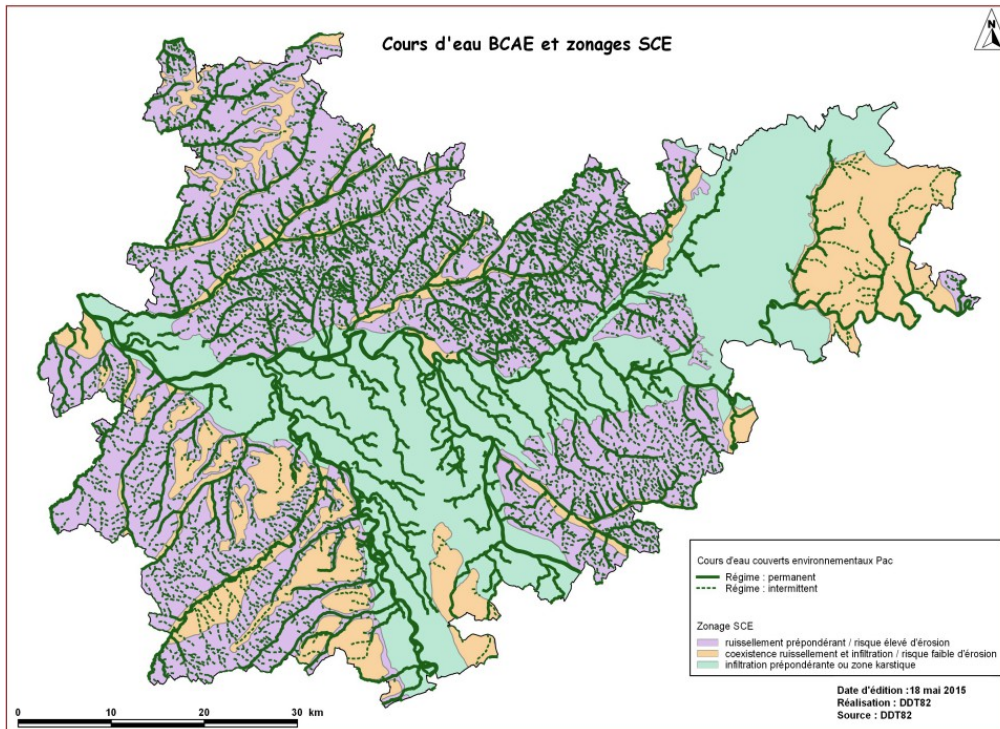 Cours d'eau BCAE et zonages SCE
N
Cours d'eau couverts environnementaux Pac
Régime : permanent
Régime : intermittent
Zonage SCE
ruissellement prépondérant / risque élevé d'érosion
coexistence ruissellement et infiltration / risque faible d'érosion
infiltration prépondérante ou zone karstique
Date d'édition :18 mai 2015
Réalisation : DDT82
Source : DDT82
0 10 20 30 km